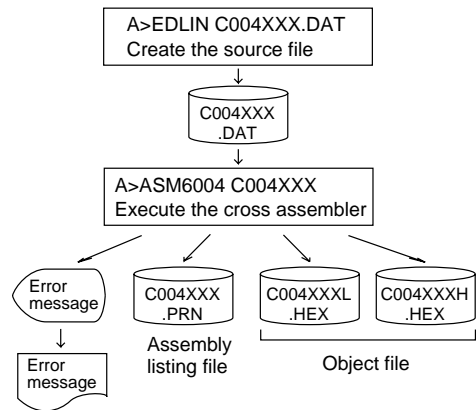 A>EDLIN C004XXX.DAT
Create the source file
C004XXX
.DAT
A>ASM6004 C004XXX
Execute the cross assembler
Error
message
C004XXX
.PRN
C004XXXL
.HEX
C004XXXH
.HEX
Error
message
Assembly
listing file
Object file